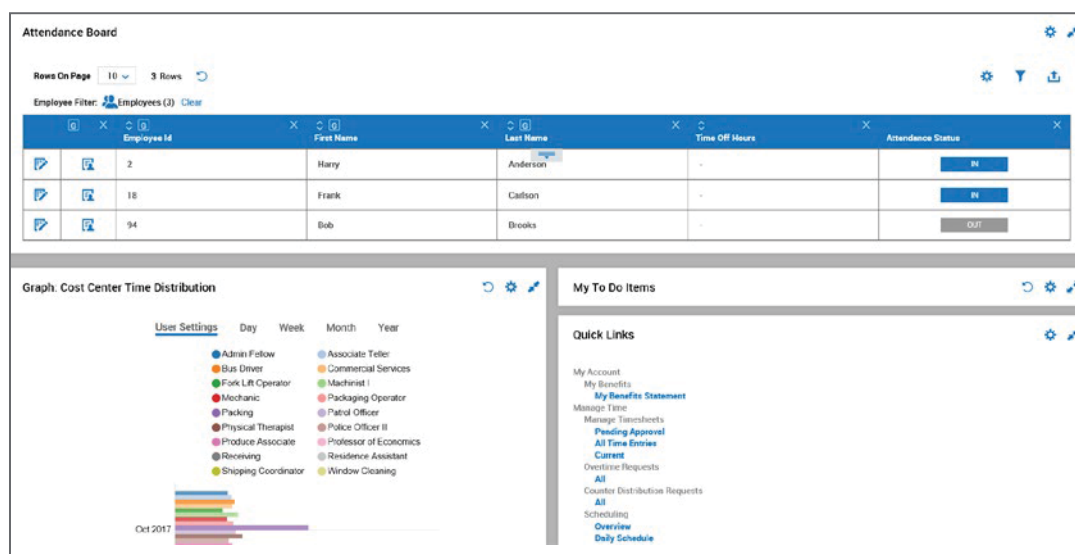 Attendance Board
Rows On Page 10 3 Rows
Employee Filter: Employees (3) Clear
G G G G
Employee Id First Name Last Name Time Off Hours Attendance Status
2 Harry Anderson - IN
18 Frank Carlson - IN
94 Bob Brooks - OUT
Graph: Cost Center Time Distribution
User Settings Day Week Month Year
Admin Fellow Associate Teller
Bus Driver Commercial Services
Fork Lift Operator Machinist I
Mechanic Packaging Operator
Packing Patrol Officer
Physical Therapist Police Officer II
Produce Associate Professor of Economics
Receiving Residence Assistant
Shipping Coordinator Window Cleaning
Oct 2017
My To Do Items
Quick Links
My Account
My Benefits
My Benefits Statement
Manage Time
Manage Timesheets
Pending Approval
All Time Entries
Current
Overtime Requests
All
Counter Distribution Requests
All
Scheduling
Overview
Daily Schedule